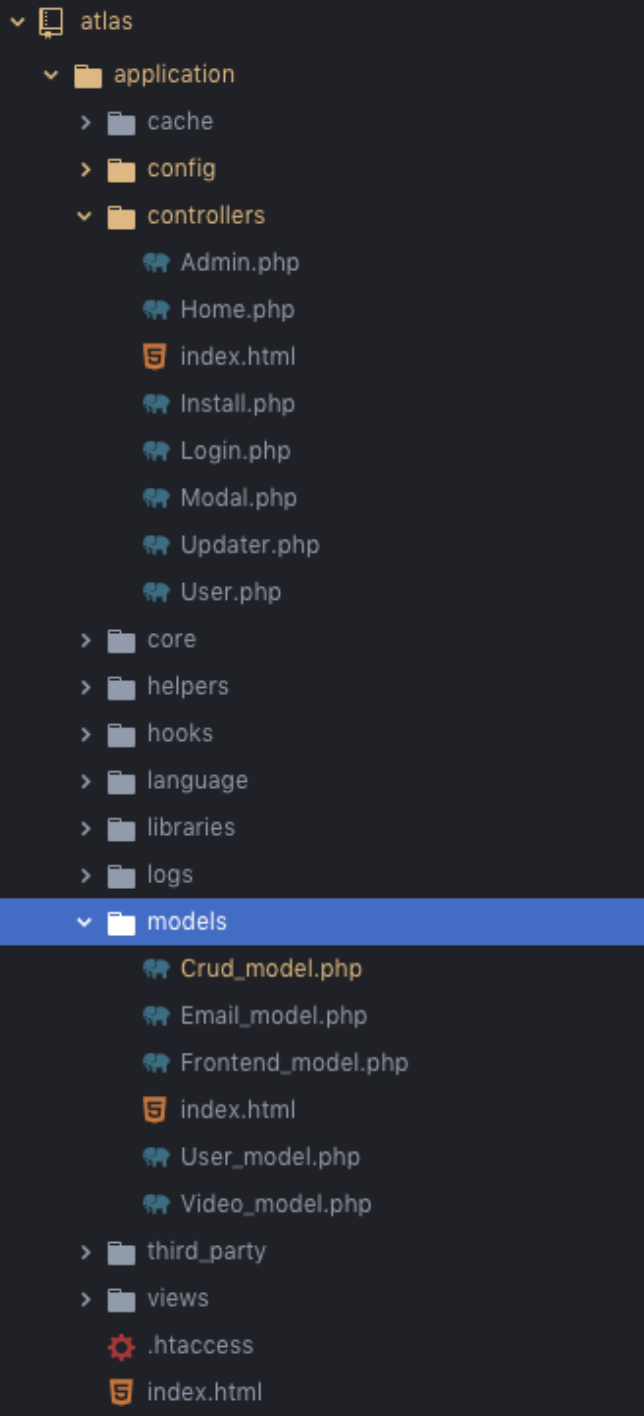 atlas
application
cache
config
controllers
Admin.php
Home.php
index.html
Install.php
Login.php
Modal.php
Updater.php
User.php
core
helpers
hooks
language
libraries
logs
models
Crud_model.php
Email_model.php
Frontend_model.php
index.html
User_model.php
Video_model.php
third_party
views
.htaccess
index.html